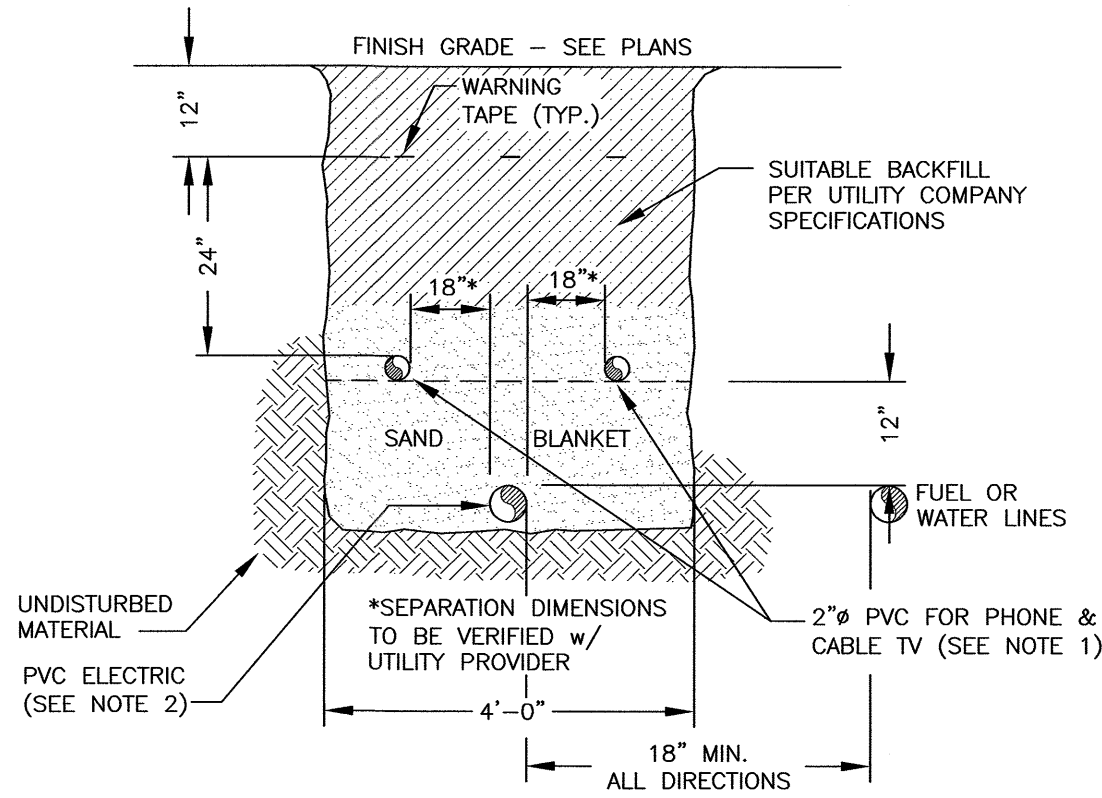 FINISH GRADE – SEE PLANS
12"
WARNING
TAPE (TYP.)
SUITABLE BACKFILL
PER UTILITY COMPANY
SPECIFICATIONS
24"
18"*
18"*
12"
SAND BLANKET
FUEL OR
WATER LINES
UNDISTURBED
MATERIAL
*SEPARATION DIMENSIONS
TO BE VERIFIED w/
UTILITY PROVIDER
2"ø PVC FOR PHONE &
CABLE TV (SEE NOTE 1)
PVC ELECTRIC
(SEE NOTE 2)
4'-0"
18" MIN.
ALL DIRECTIONS